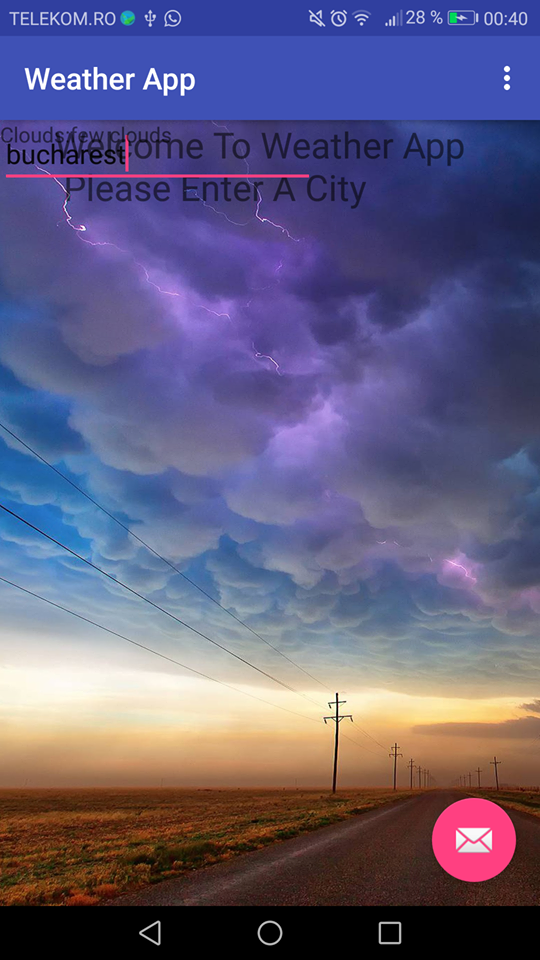 TELEKOM.RO 28 % 00:40
Weather App
Clouds few clouds
Welcome To Weather App
bucharest
Please Enter A City